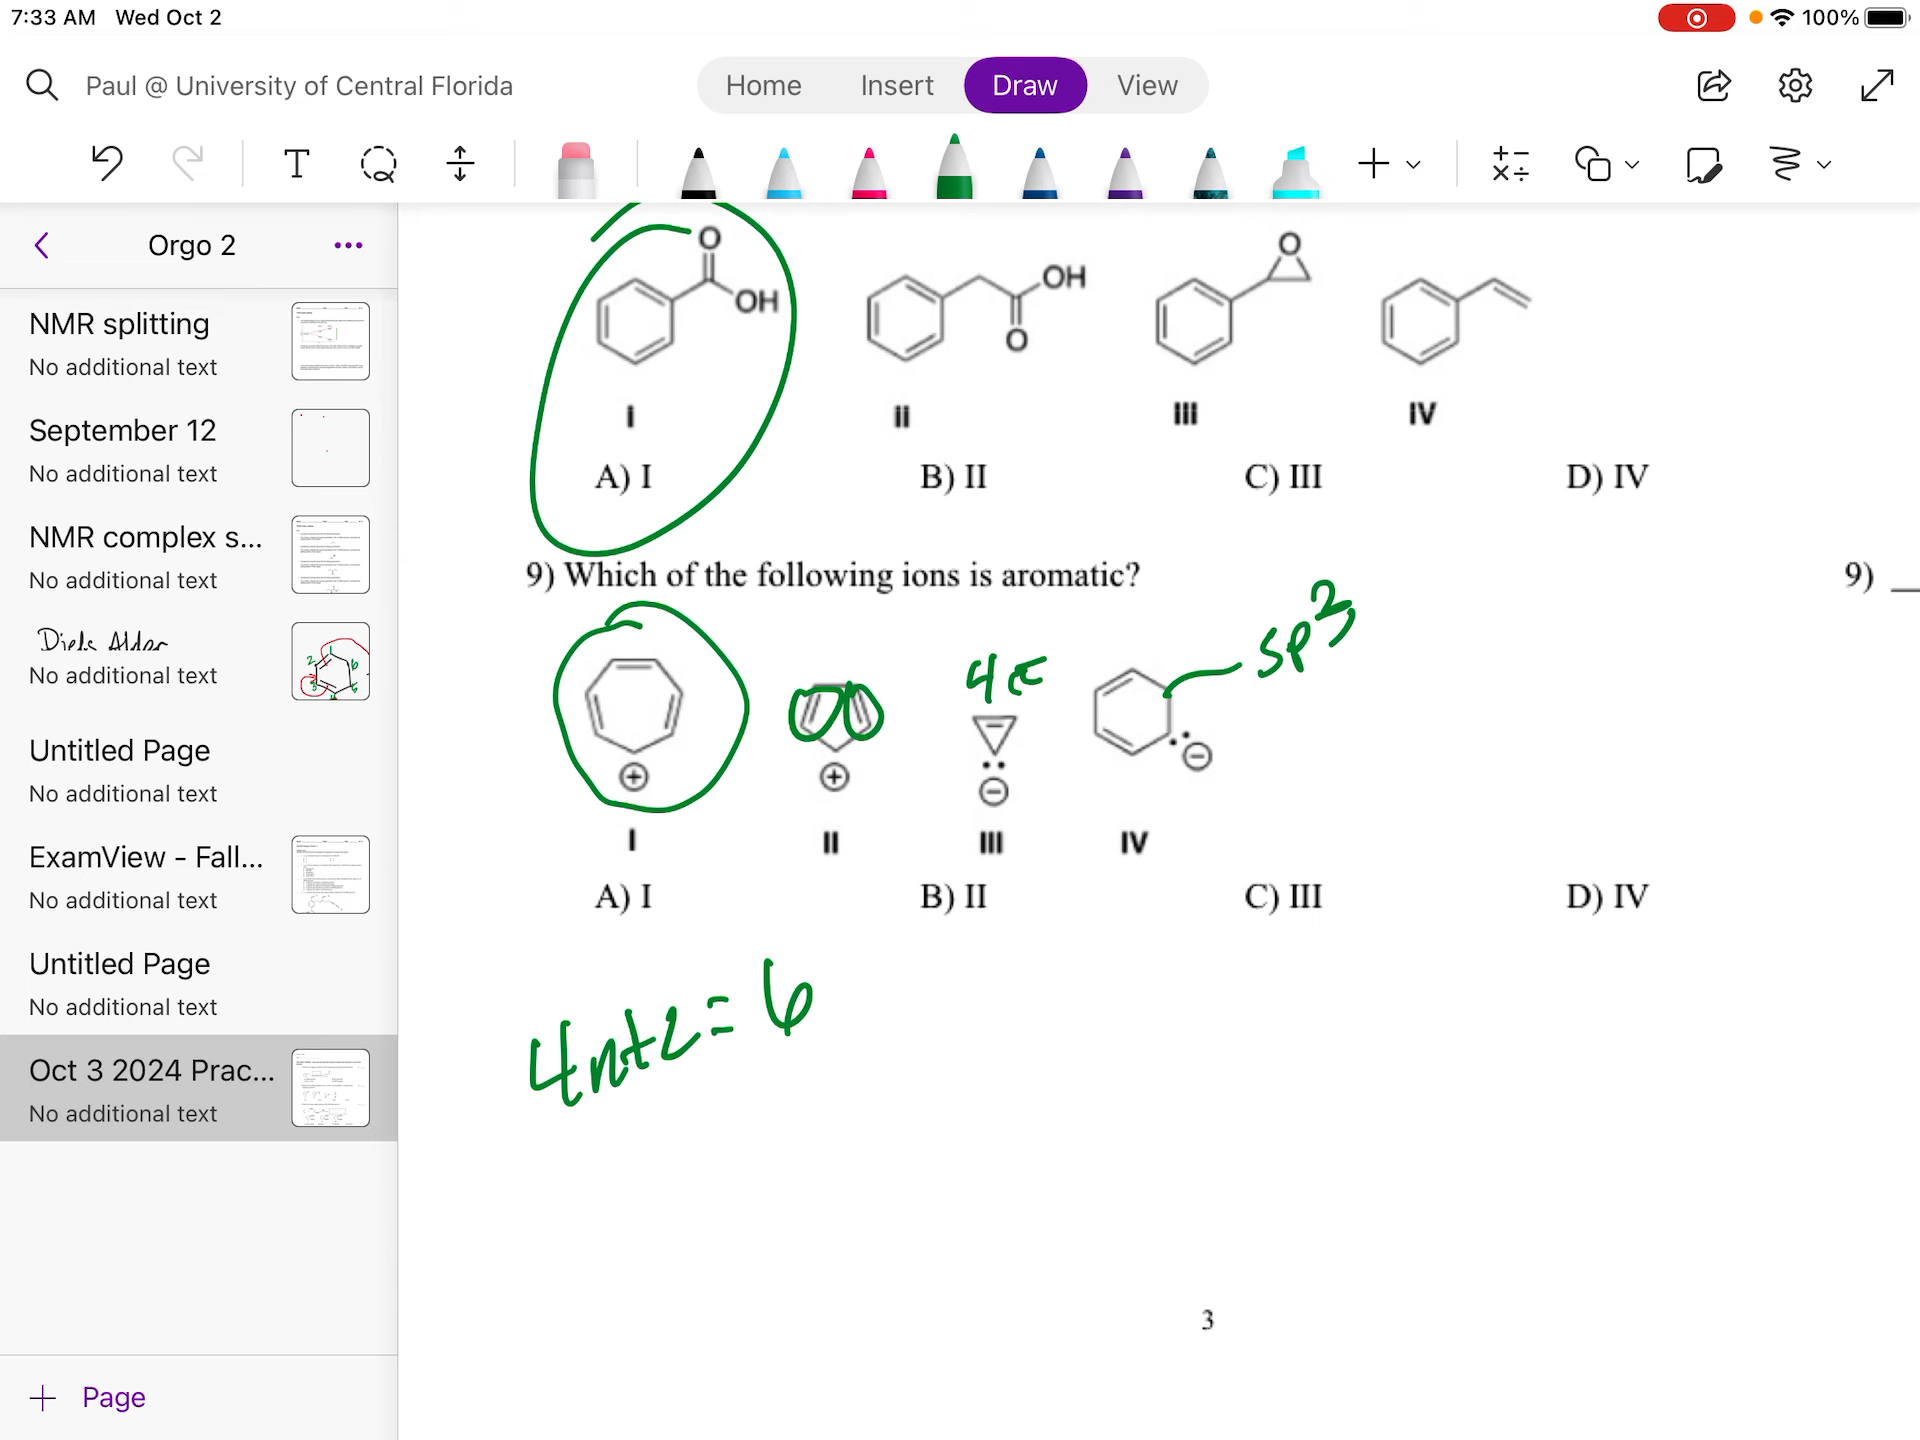 7:33 AM Wed Oct 2
100%
Paul @ University of Central Florida
Home Insert Draw View
T
Orgo 2
NMR splitting
No additional text
September 12
No additional text
NMR complex s...
No additional text
Diels Alder
No additional text
Untitled Page
No additional text
ExamView - Fall...
No additional text
Untitled Page
No additional text
Oct 3 2024 Prac...
No additional text
+ Page
O
OH
OH
O
O
I II III IV
A) I B) II C) III D) IV
9) Which of the following ions is aromatic? 9) __
4e sp3
I II III IV
A) I B) II C) III D) IV
4n+2=6
3